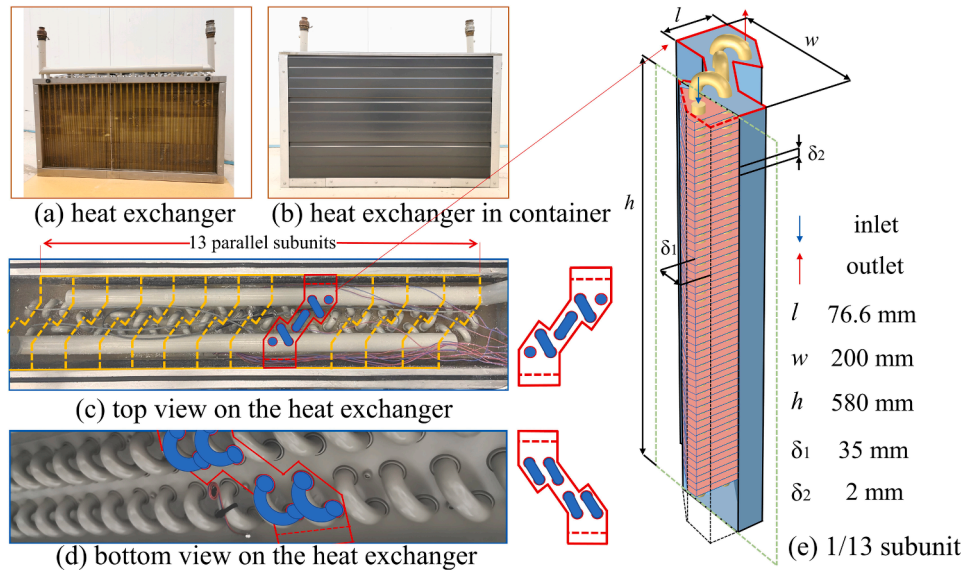 (a) heat exchanger
(b) heat exchanger in container
13 parallel subunits
(c) top view on the heat exchanger
(d) bottom view on the heat exchanger
l
w
h
δ1
δ2
inlet
outlet
l 76.6 mm
w 200 mm
h 580 mm
δ1 35 mm
δ2 2 mm
(e) 1/13 subunit